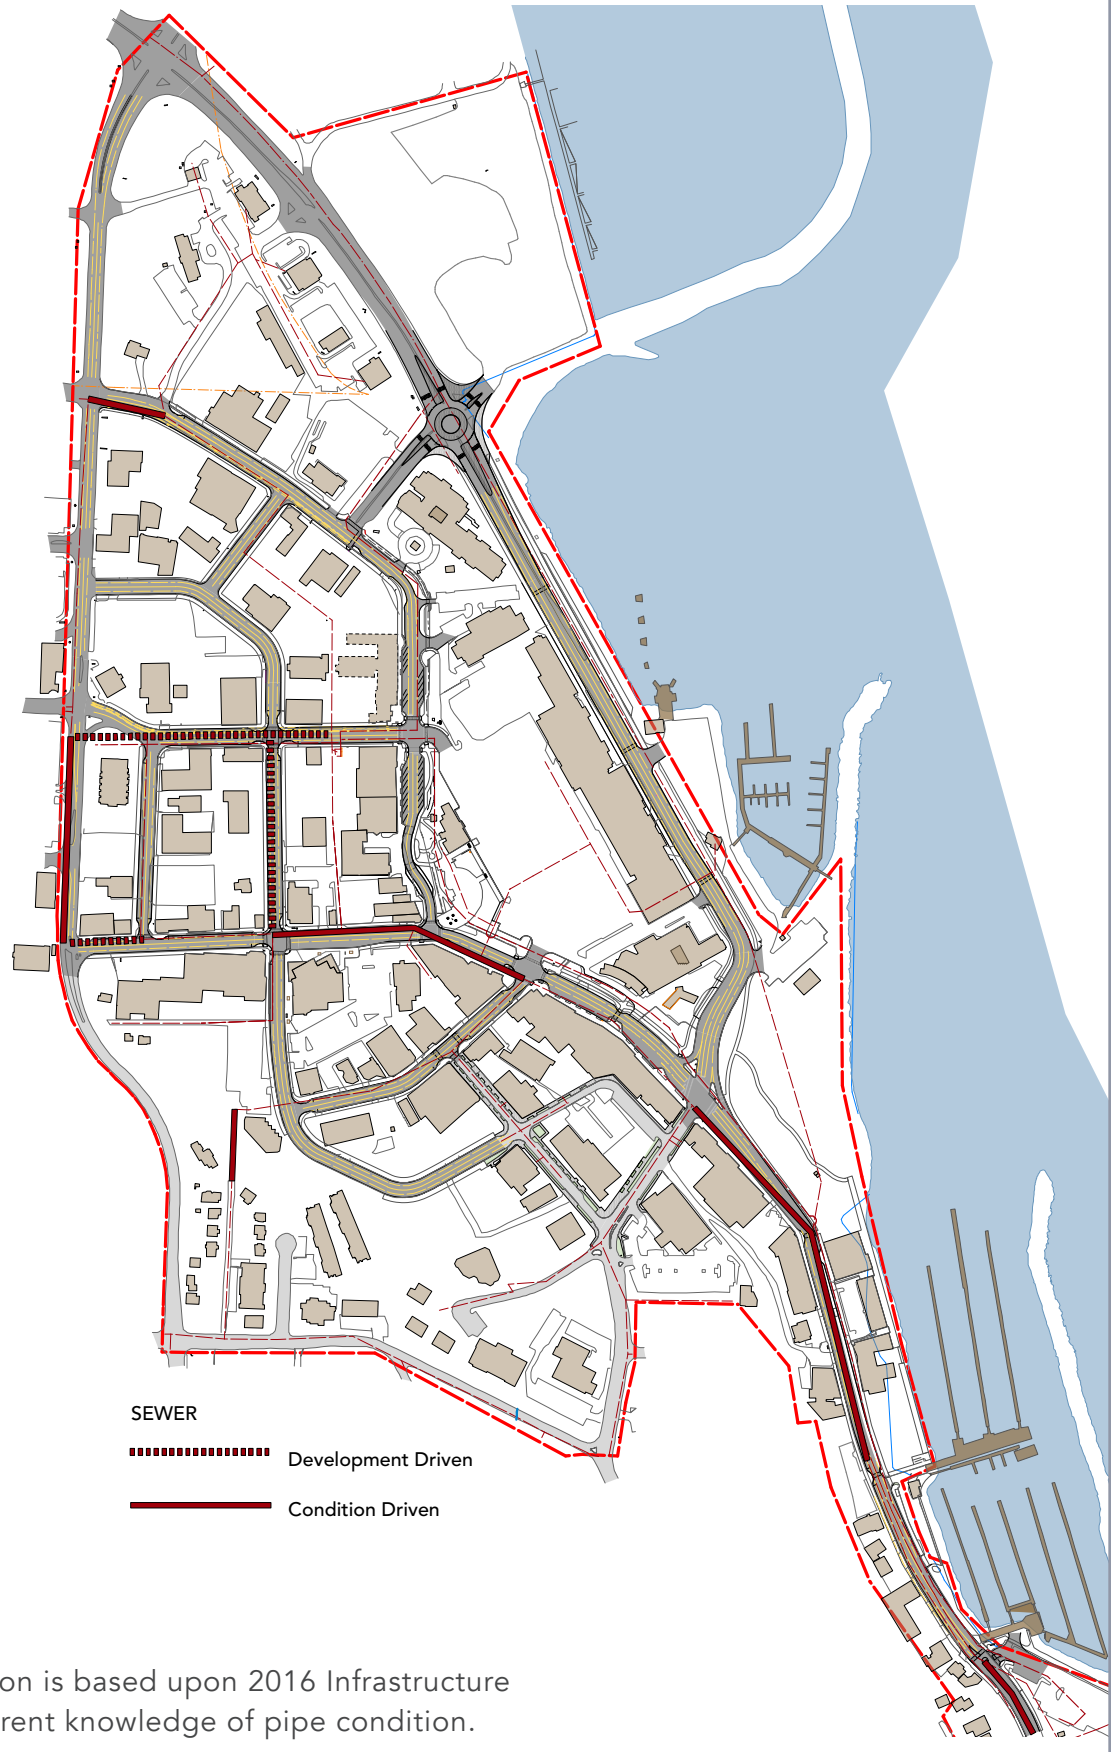 SEWER
Development Driven
Condition Driven
on is based upon 2016 Infrastructure
rent knowledge of pipe condition.